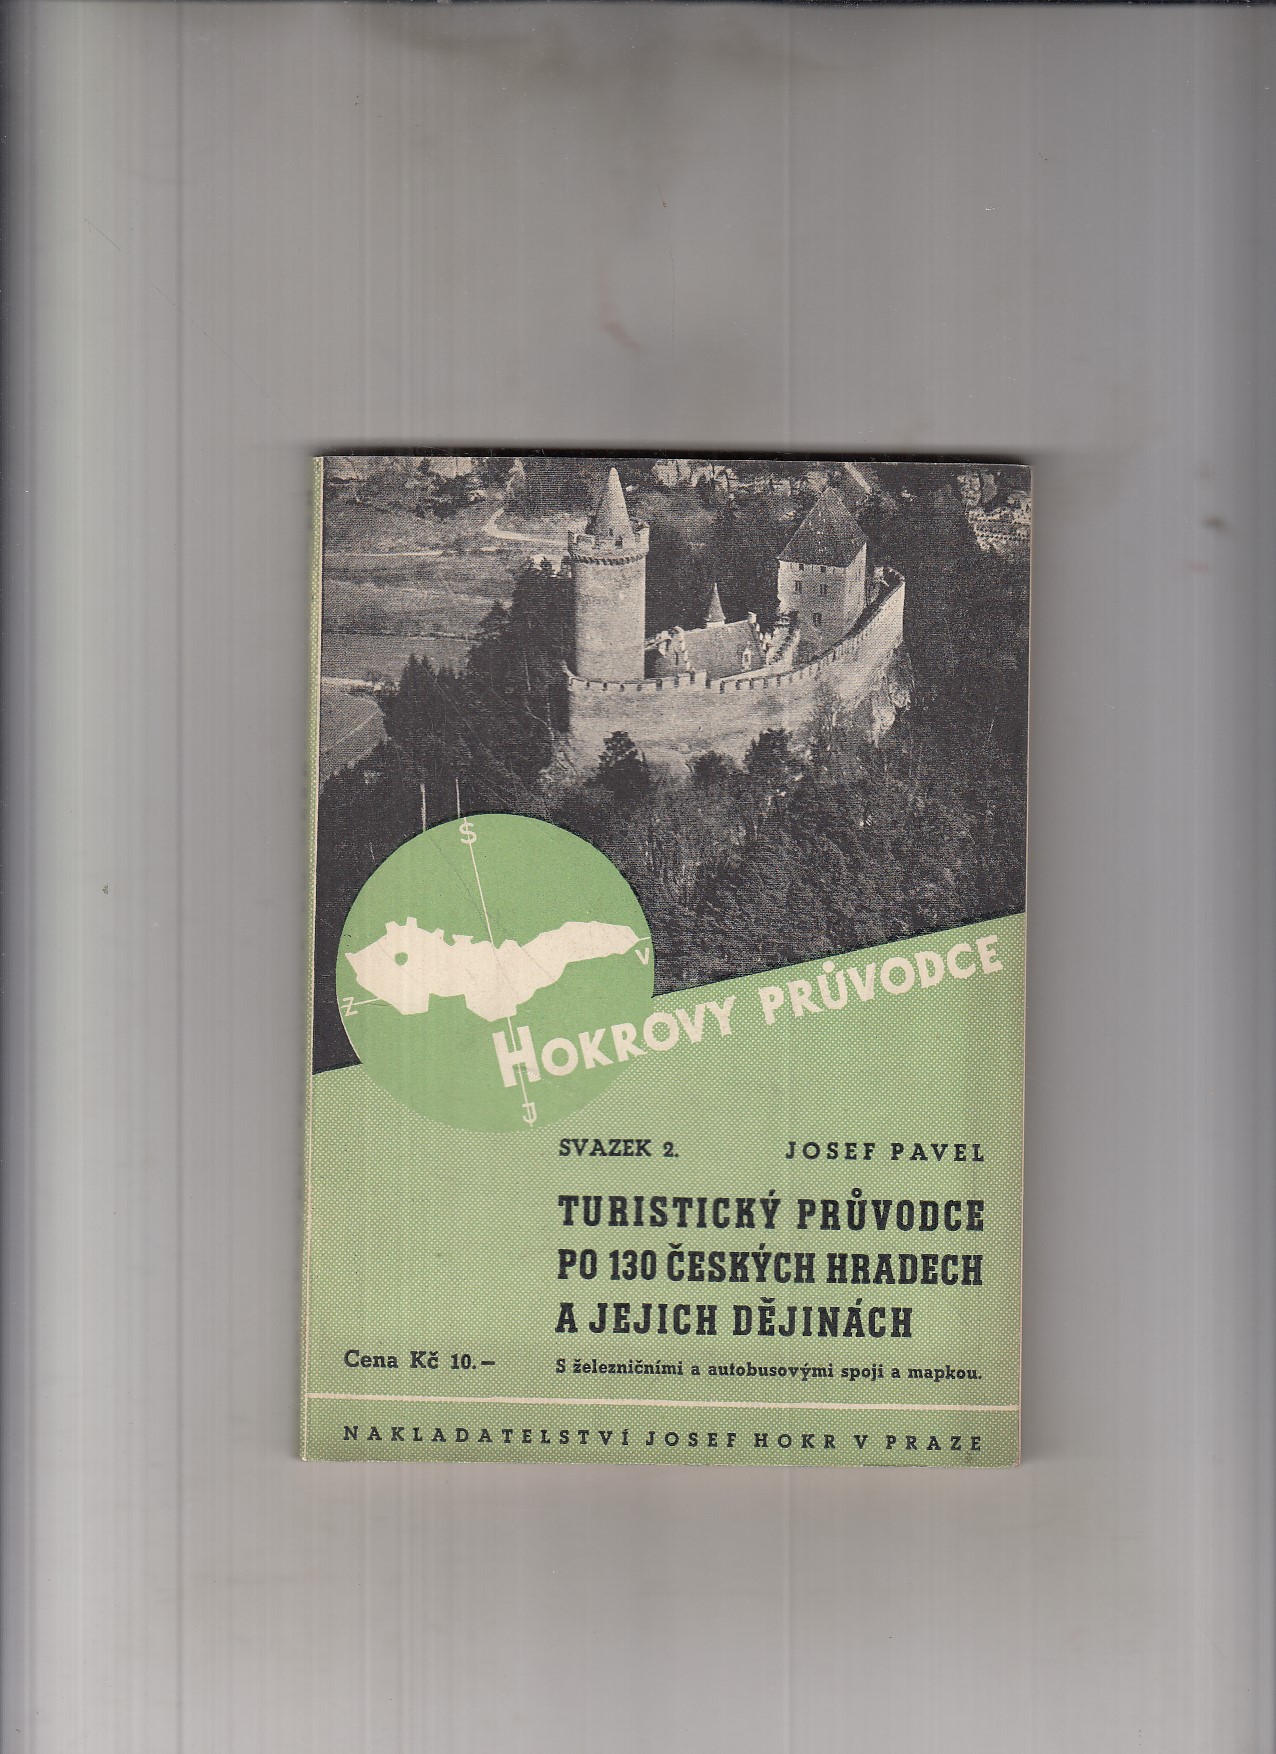 S
V
Z
J
HOKROVY PRŮVODCE
SVAZEK 2. JOSEF PAVEL
TURISTICKÝ PRŮVODCE
PO 130 ČESKÝCH HRADECH
A JEJICH DĚJINÁCH
Cena Kč 10.— S železničními a autobusovými spoji a mapkou.
NAKLADATELSTVÍ JOSEF HOKR V PRAZE